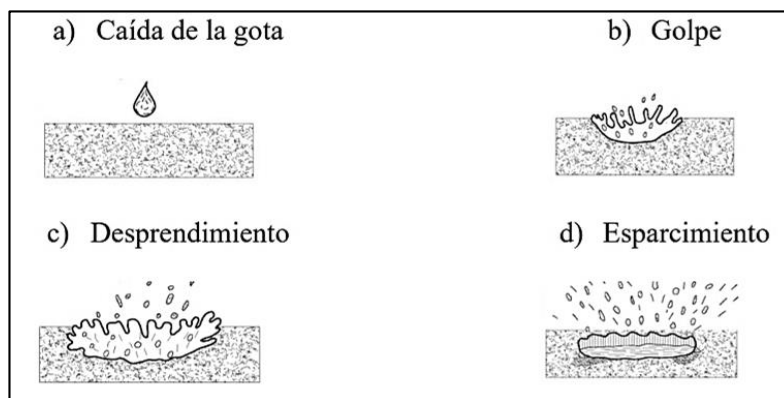 a) Caída de la gota
b) Golpe
c) Desprendimiento
d) Esparcimiento